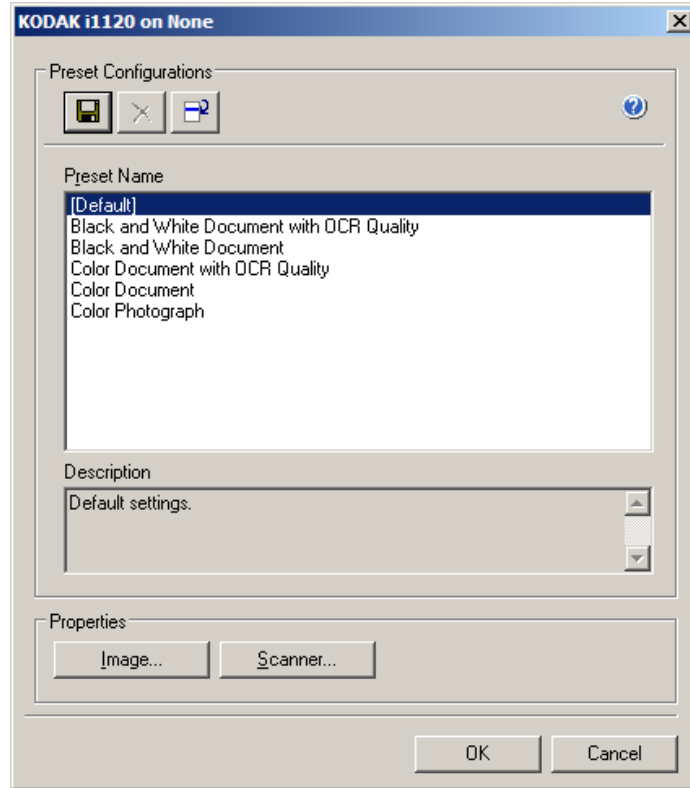 KODAK i1120 on None
Preset Configurations
Preset Name
[Default]
Black and White Document with OCR Quality
Black and White Document
Color Document with OCR Quality
Color Document
Color Photograph
Description
Default settings.
Properties
Image... Scanner...
OK Cancel